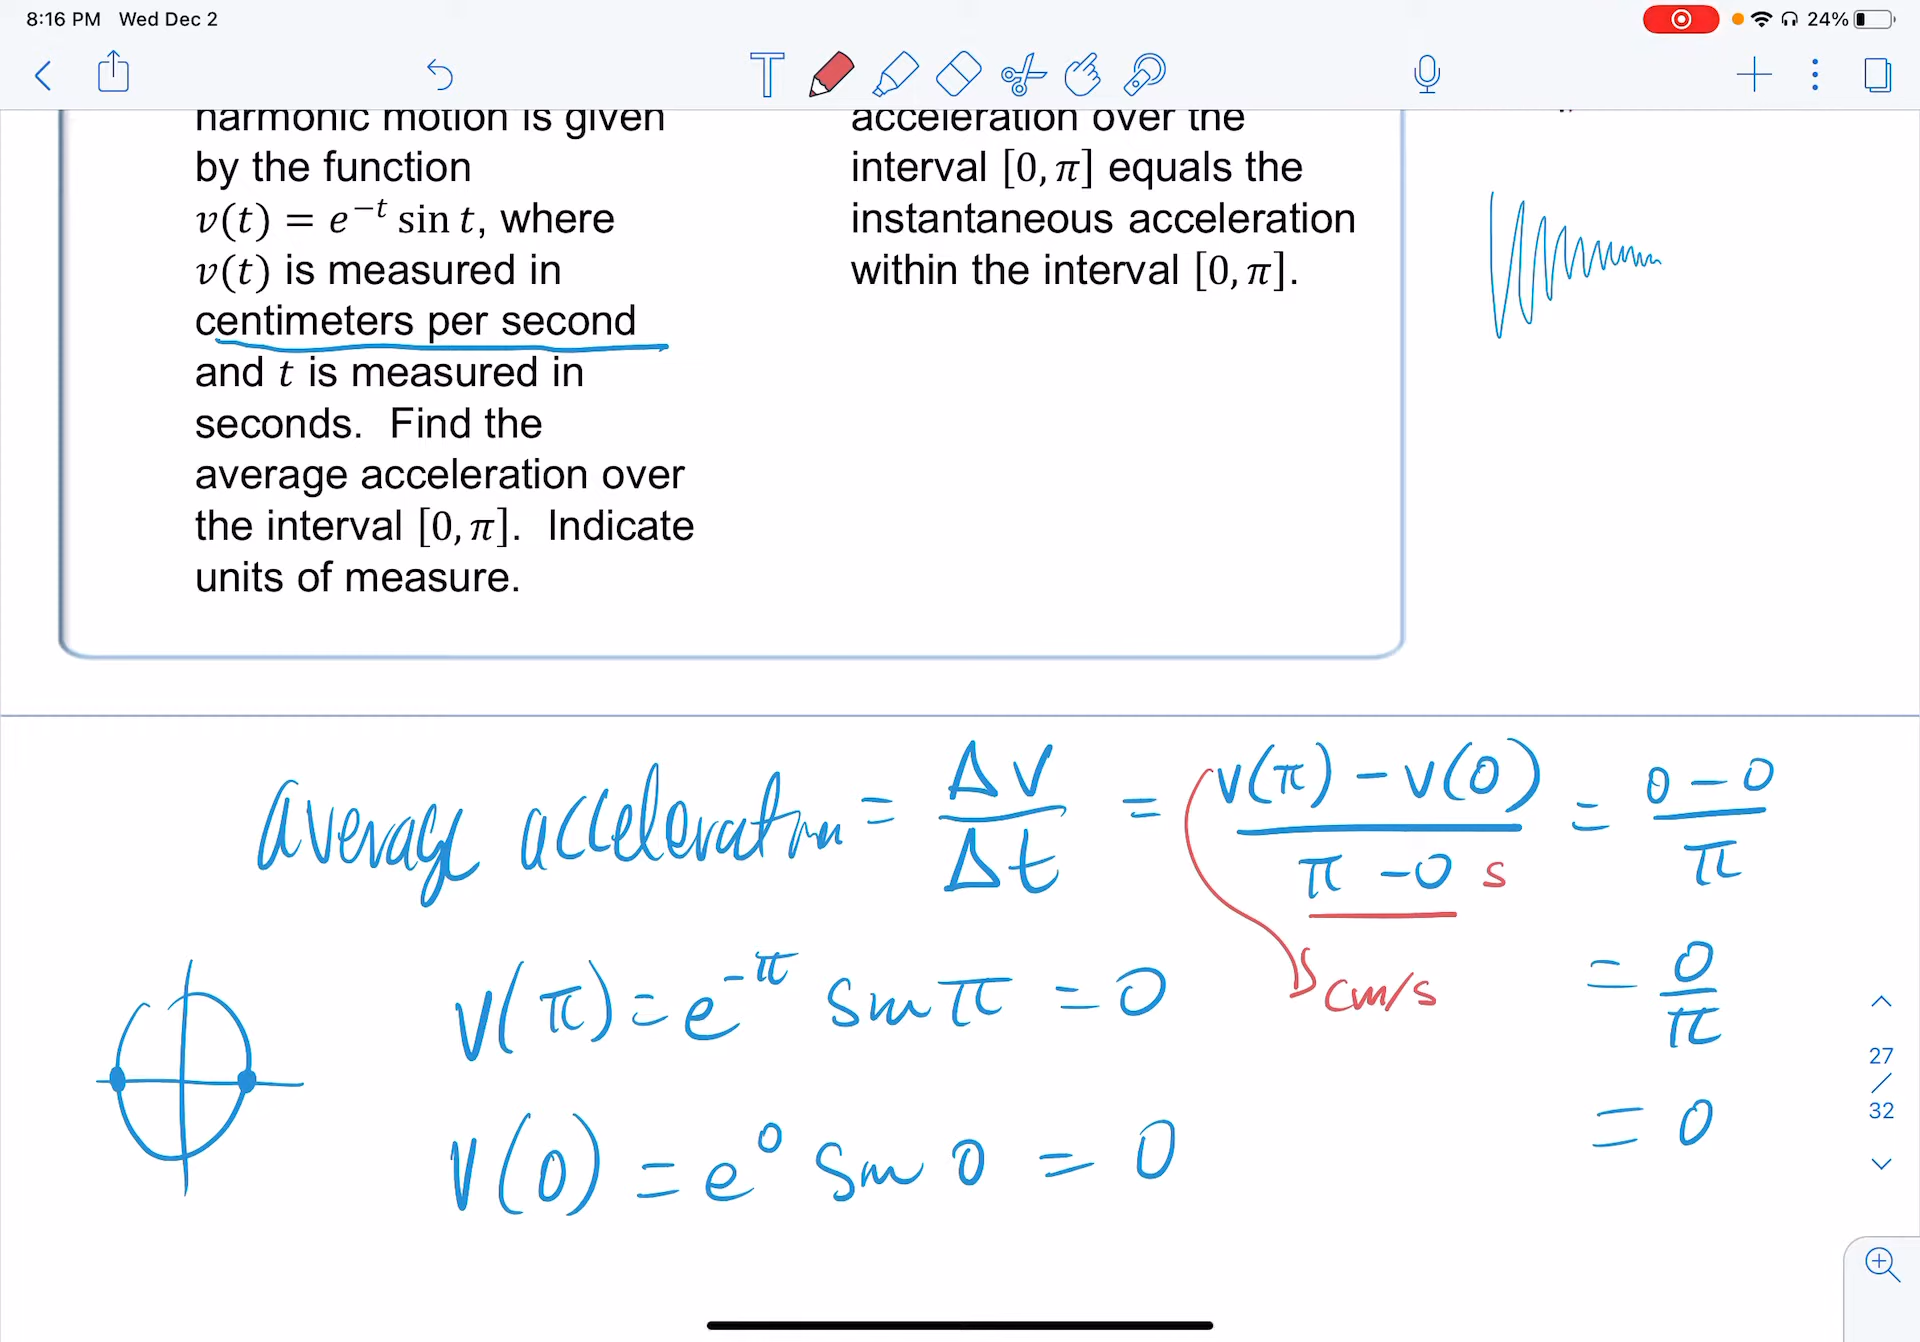 8:16 PM Wed Dec 2
24%
T
harmonic motion is given
by the function
v(t) = e^{-t} sin t, where
v(t) is measured in
centimeters per second
and t is measured in
seconds. Find the
average acceleration over
the interval [0, π]. Indicate
units of measure.
acceleration over the
interval [0, π] equals the
instantaneous acceleration
within the interval [0, π].
average acceleration = Δv/Δt = (v(π) - v(0))/(π - 0) s = (0 - 0)/π
cm/s
= 0/π
= 0
v(π) = e^{-π} sin π = 0
v(0) = e^0 sin 0 = 0
27
/
32